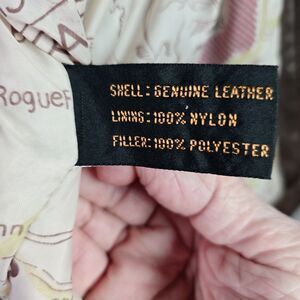 SHELL: GENUINE LEATHER
LINING: 100% NYLON
FILLER: 100% POLYESTER
Rogue